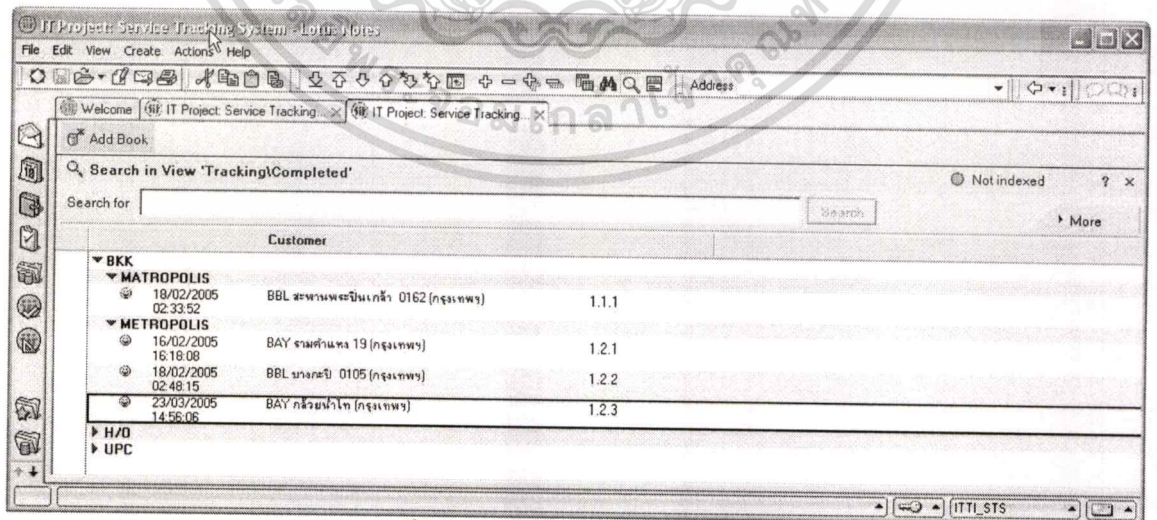 IT Project: Service Tracking System - Lotus Notes
File Edit View Create Actions Help
Address
Welcome IT Project: Service Tracking... IT Project: Service Tracking...
Add Book
Search in View 'Tracking\Completed'
Not indexed ? x
Search for
Search
More
Customer
BKK
MATROPOLIS
18/02/2005 BBL สะพานพระปิ่นเกล้า 0162 (กรุงเทพฯ) 1.1.1
02:33:52
METROPOLIS
16/02/2005 BAY รามคำแหง 19 (กรุงเทพฯ) 1.2.1
16:18:08
18/02/2005 BBL บางกะปิ 0105 (กรุงเทพฯ) 1.2.2
02:48:15
23/03/2005 BAY กล้วยน้ำไท (กรุงเทพฯ) 1.2.3
14:56:06
H/O
UPC
ITTI_STS